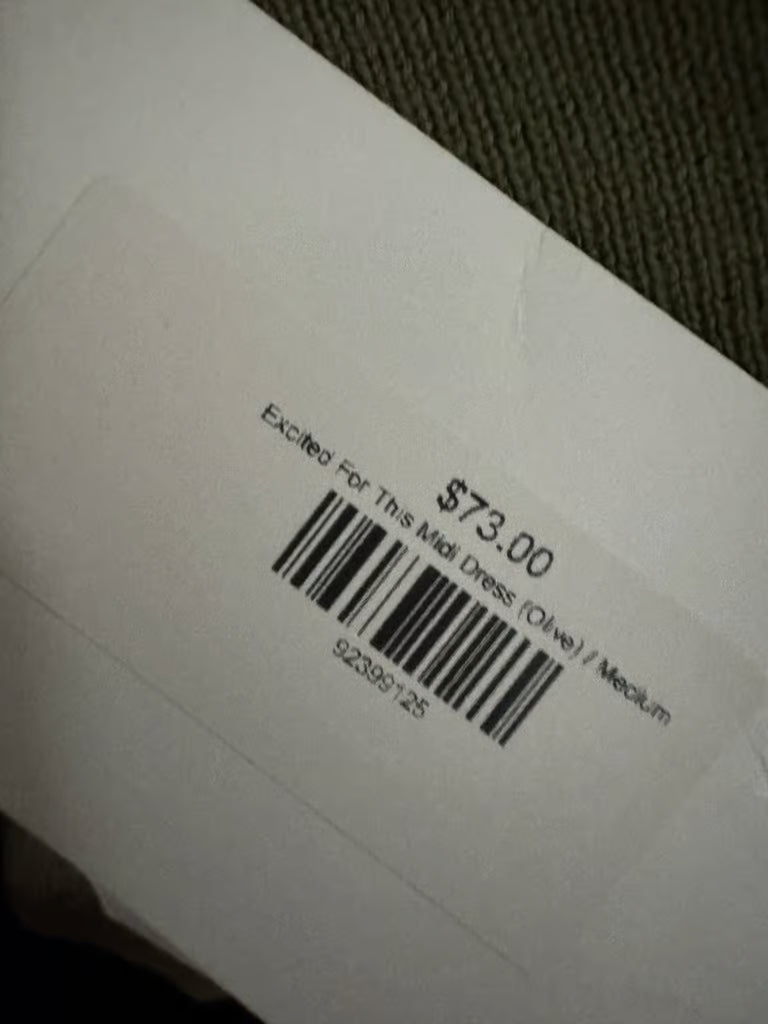 $73.00
Excited For This Midi Dress (Olive) / Medium
92399125